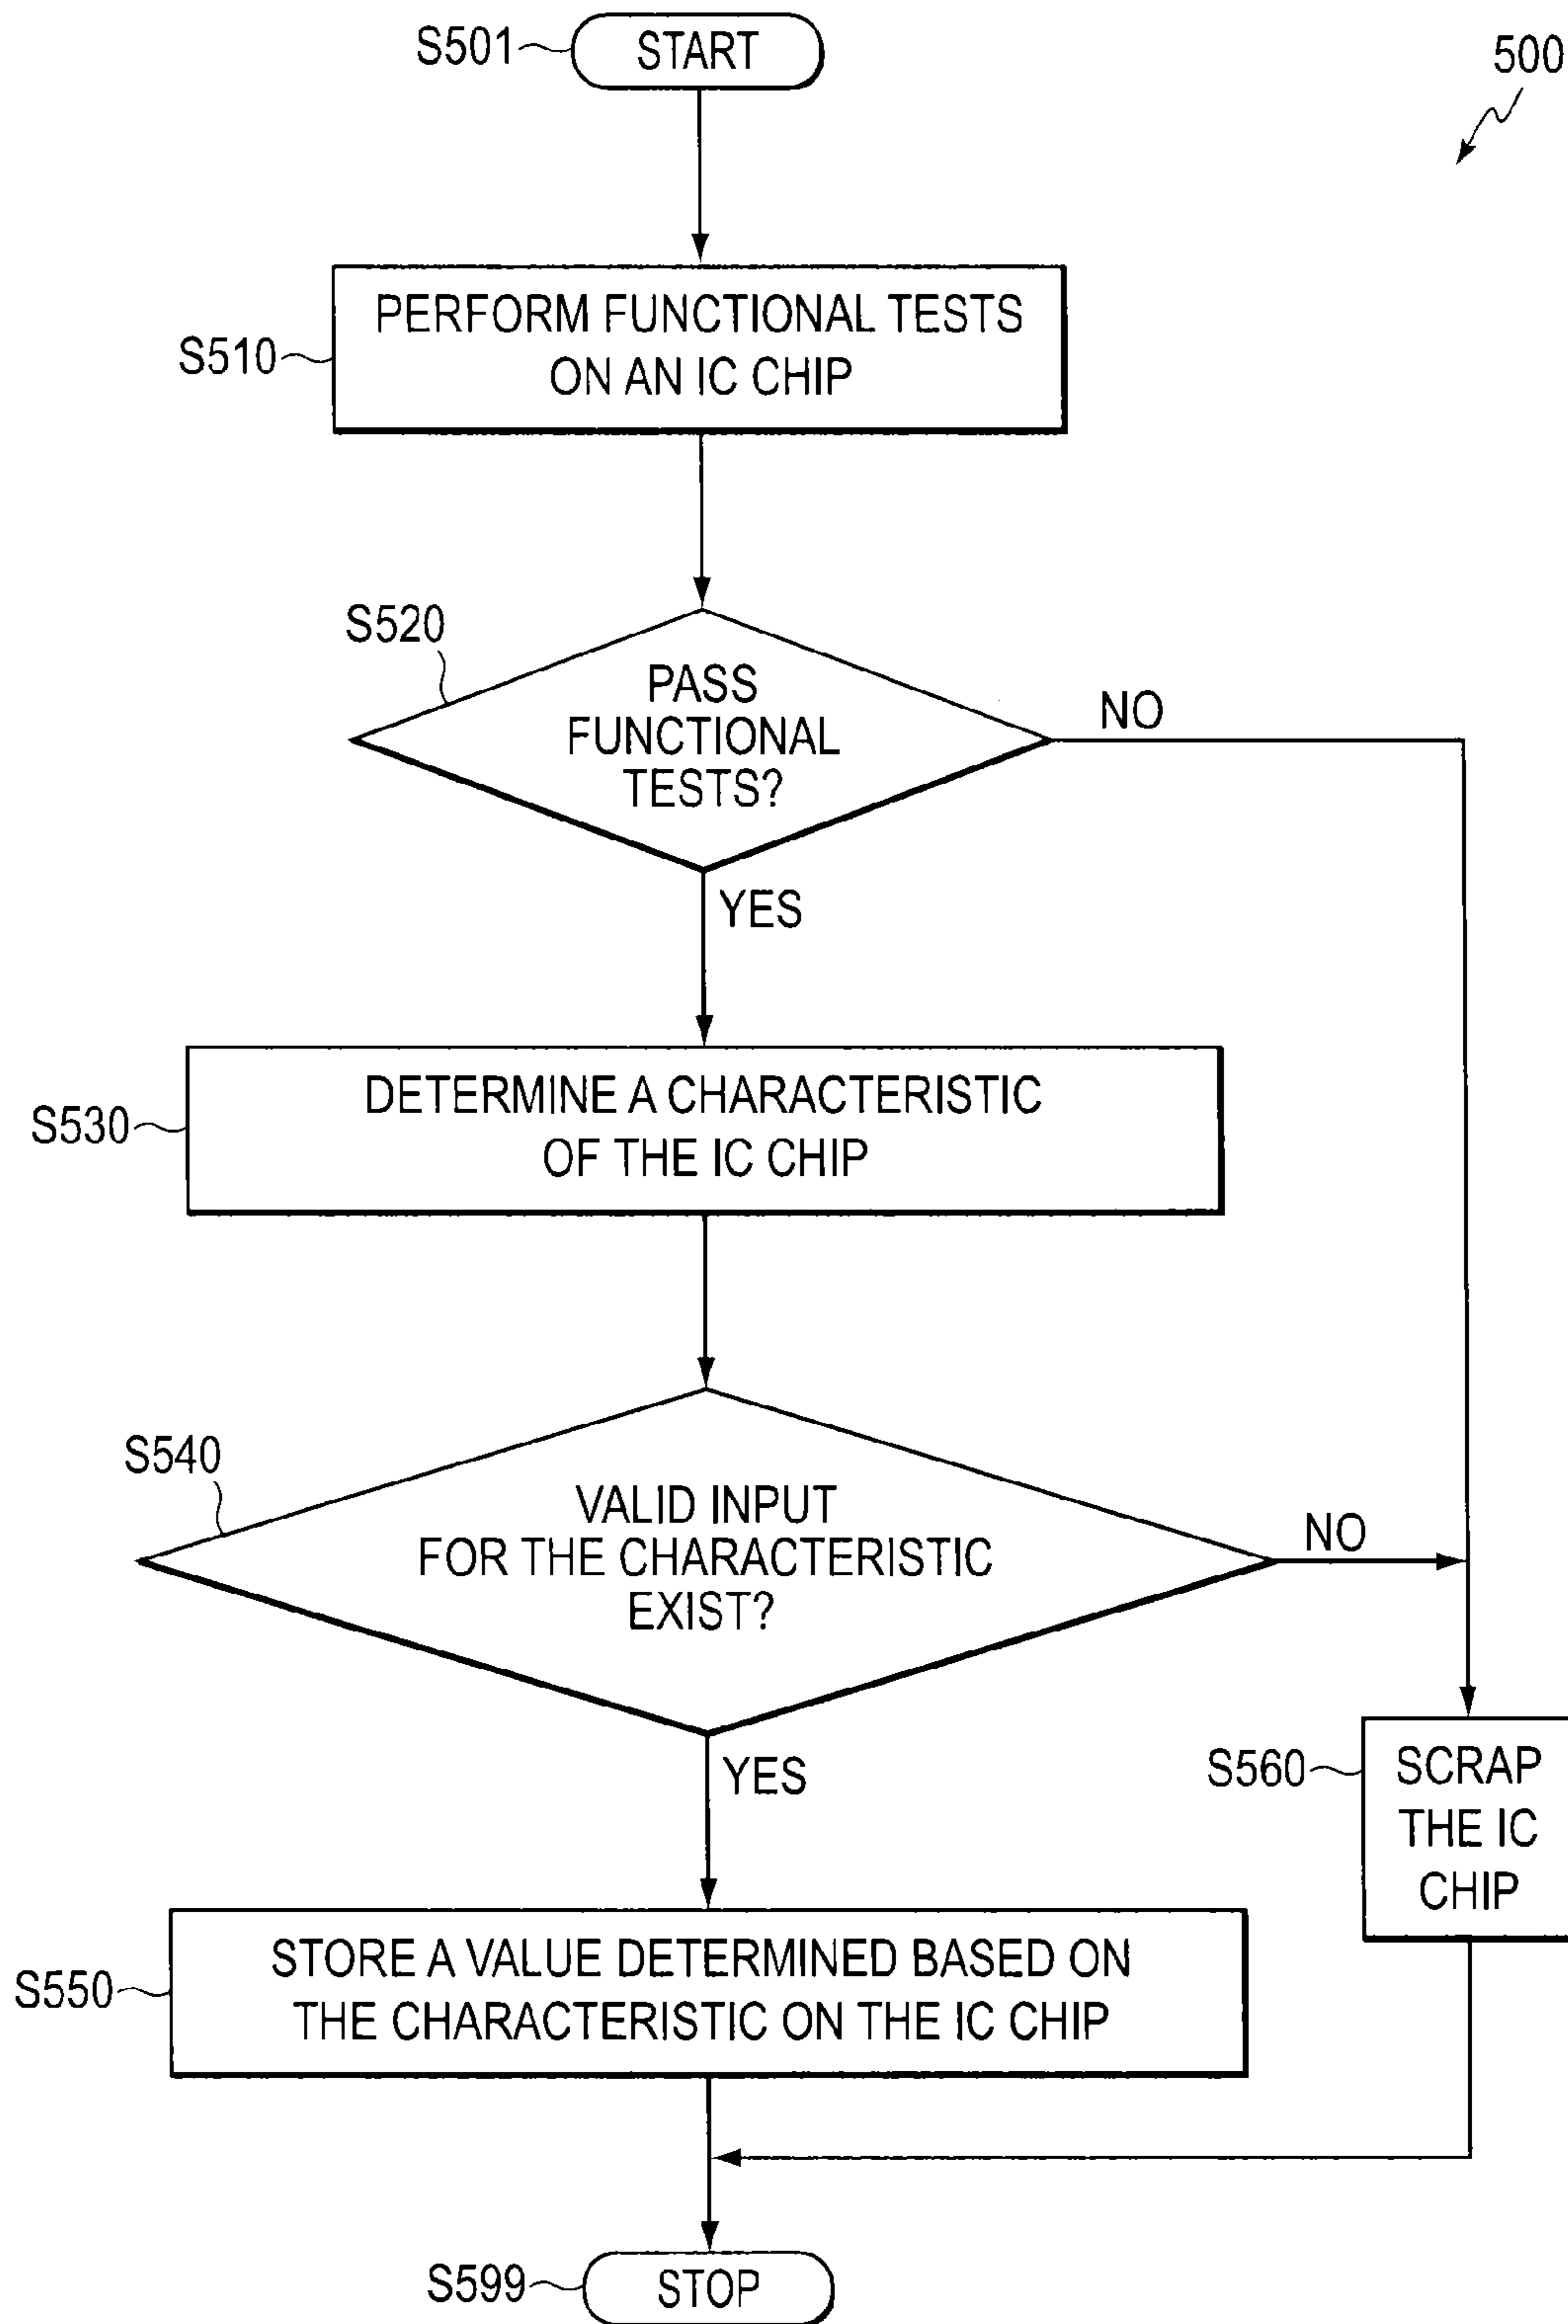 S501
START
500
PERFORM FUNCTIONAL TESTS
ON AN IC CHIP
S510
S520
PASS
FUNCTIONAL
TESTS?
NO
YES
DETERMINE A CHARACTERISTIC
OF THE IC CHIP
S530
S540
VALID INPUT
FOR THE CHARACTERISTIC
EXIST?
NO
YES
S560
SCRAP
THE IC
CHIP
STORE A VALUE DETERMINED BASED ON
THE CHARACTERISTIC ON THE IC CHIP
S550
S599
STOP